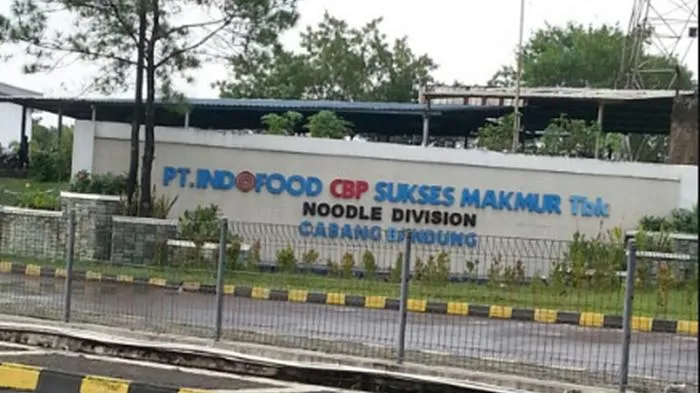 PT. INDOFOOD CBP SUKSES MAKMUR Tbk
NOODLE DIVISION
CABANG BANDUNG